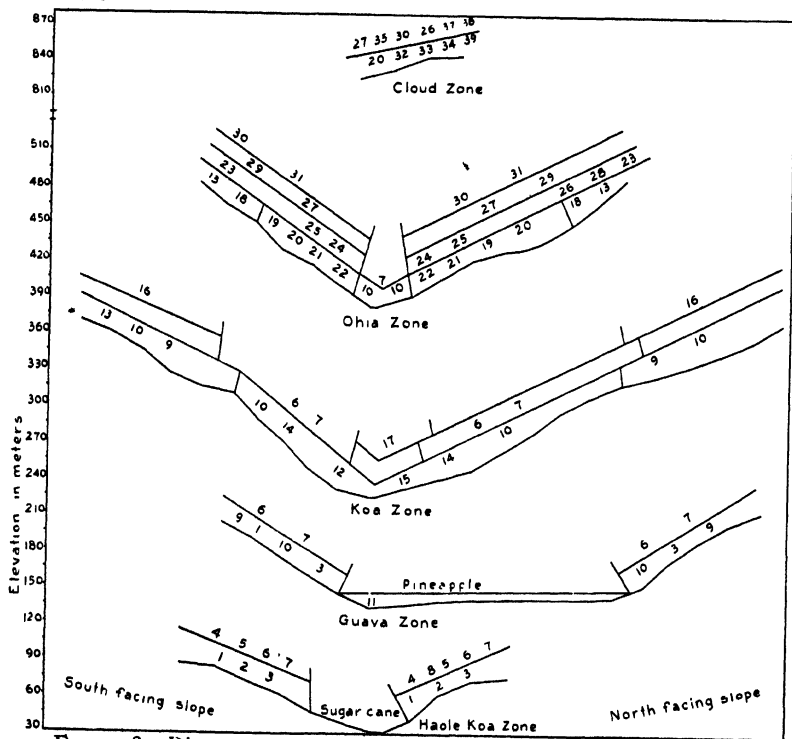 870
840
810
510
480
450
420
390
360
330
300
270
240
210
180
150
120
90
60
30
Elevation in meters
27 35 30 26 37 38
20 32 33 34 39
Cloud Zone
30
31
29
27
23
25 24
13
18
19
20
21
22
10
7
10
30
31
27
29
24 25
26 28 23
22 21 19 20
18 13
Ohia Zone
16
13 10 9
6 7
10 14
12
17
15
6 7
14 10
16
9 10
Koa Zone
6 7
9 1 10 3
Pineapple
11
6 7
10 3 9
Guava Zone
4 5 6 7
1 2 3
Sugar cane
4 8 5 6 7
1 2 3
Haole Koa Zone
South facing slope
North facing slope